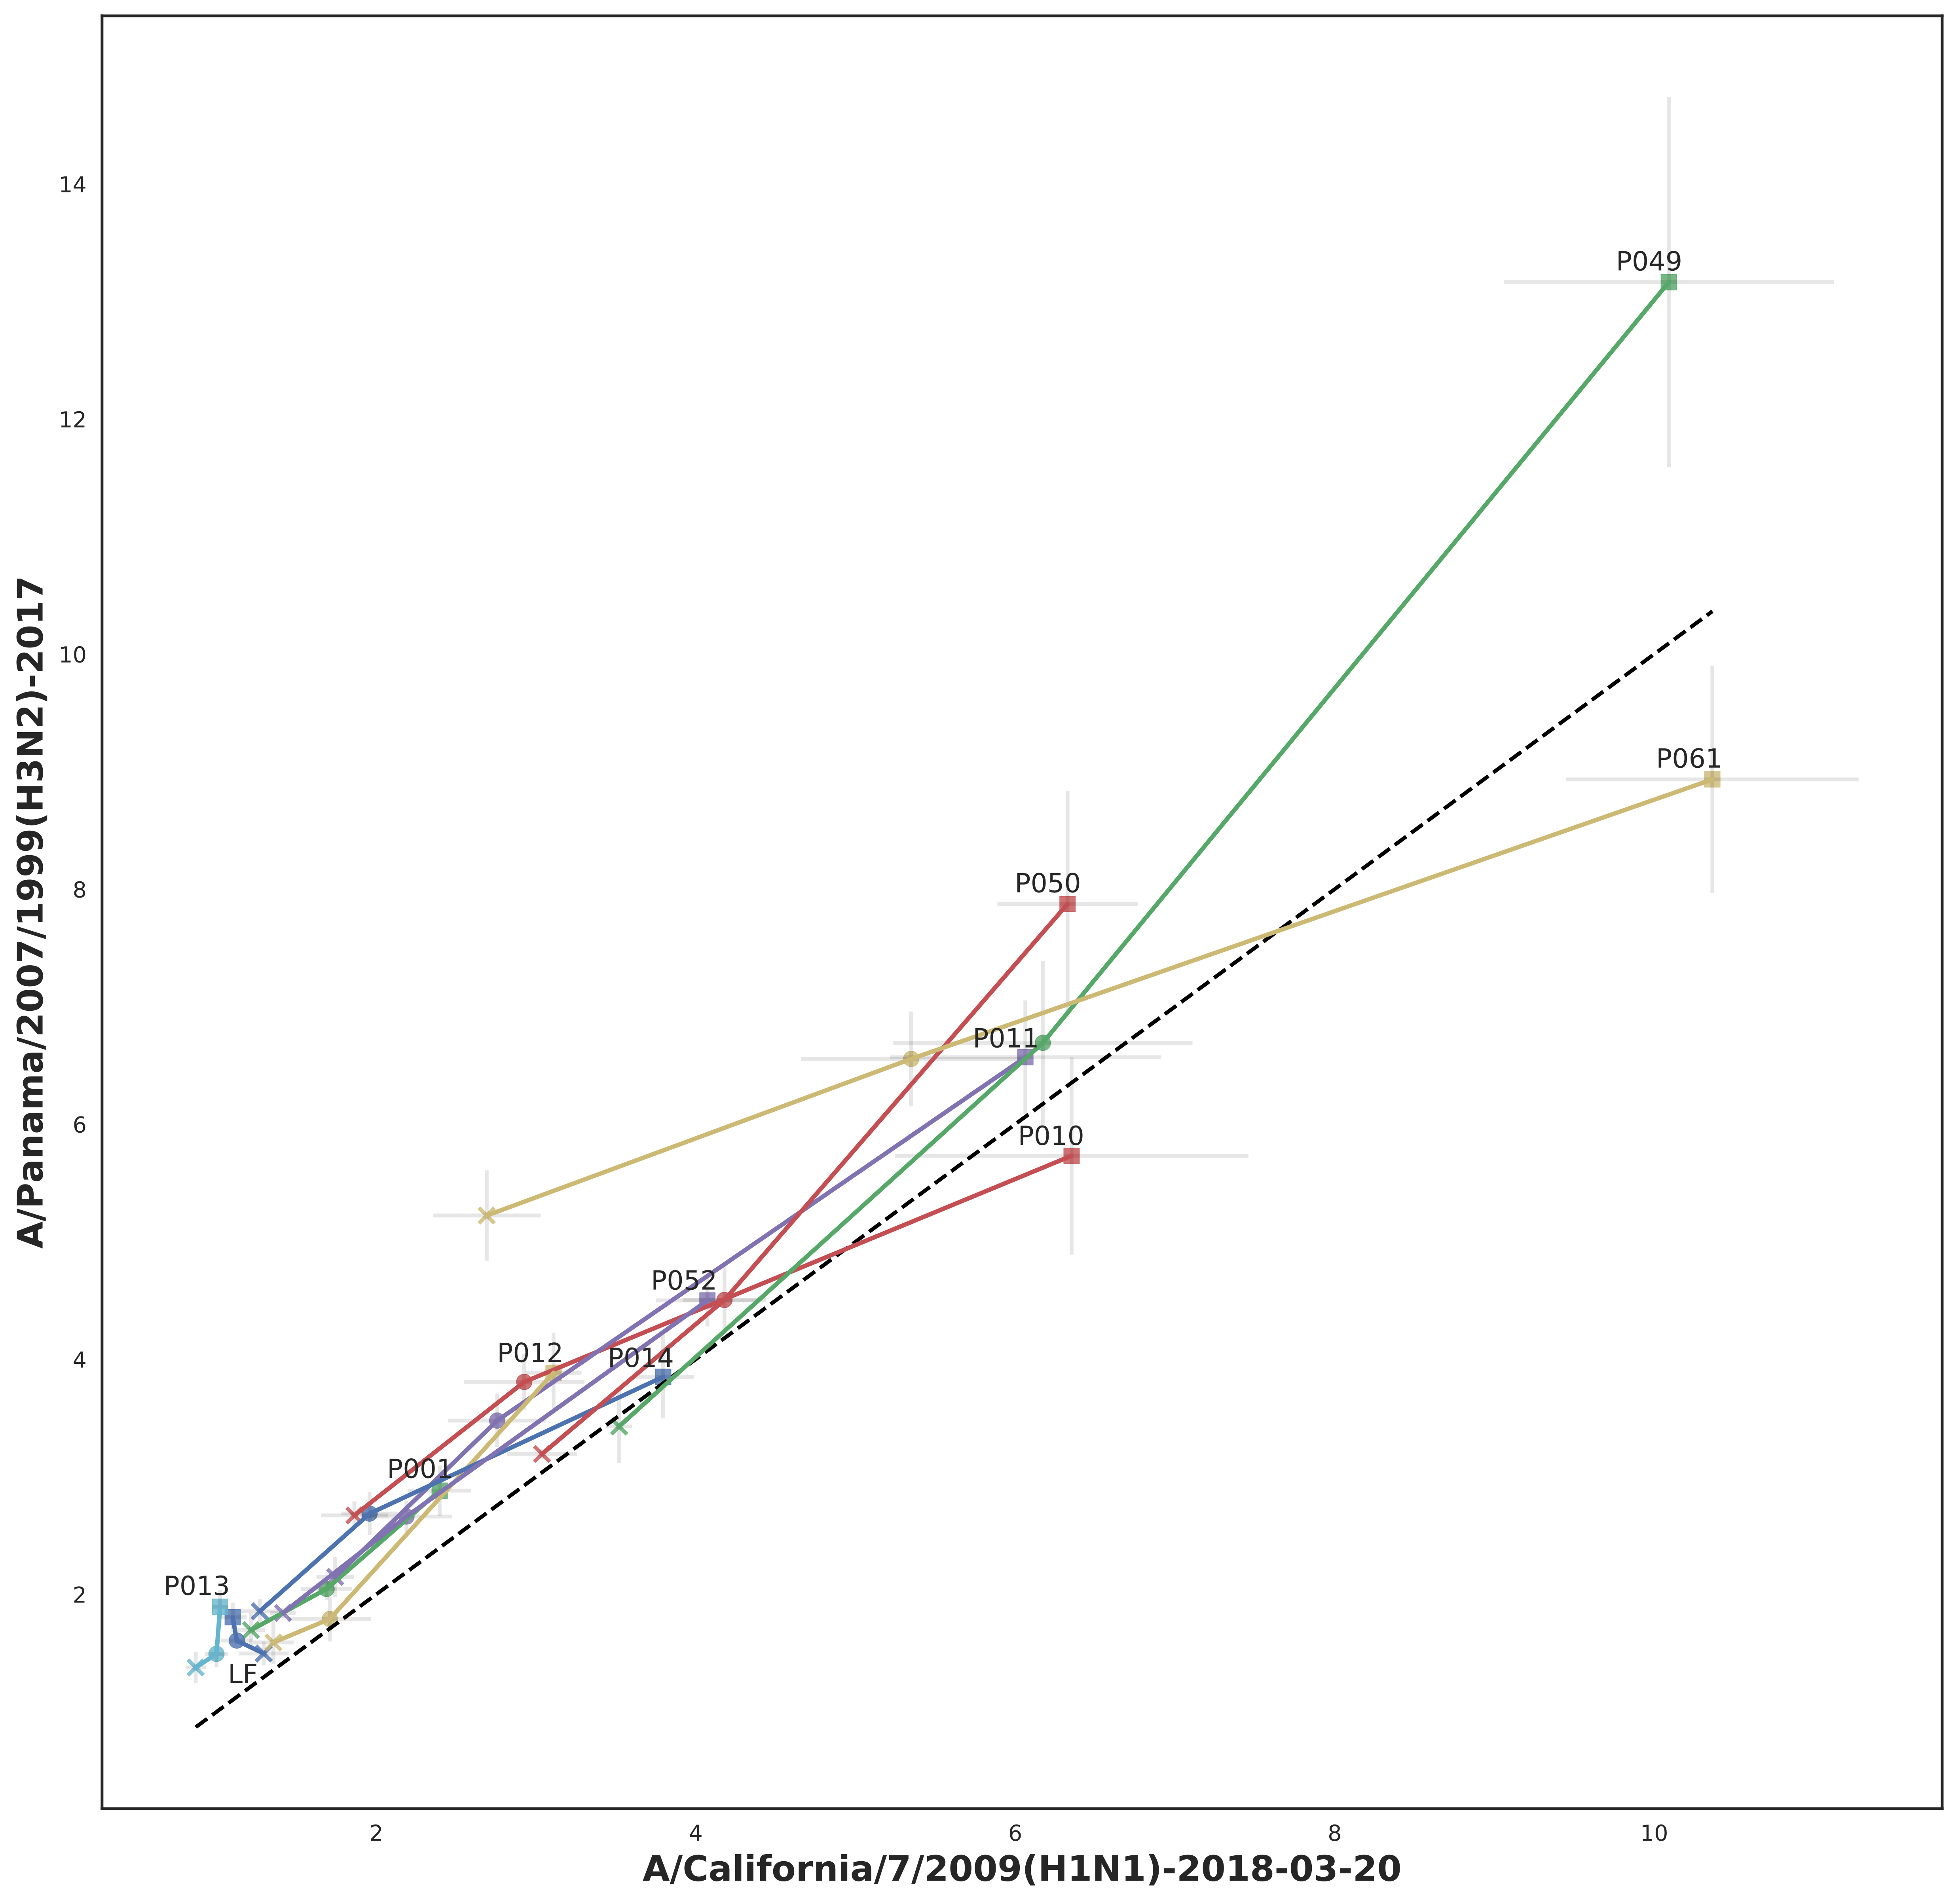 14
P049
12
10
P061
8
P050
P011
6
P010
P052
P012
P014
4
P001
P013
2
LF
2
4
6
8
10
A/Panama/2007/1999(H3N2)-2017
A/California/7/2009(H1N1)-2018-03-20